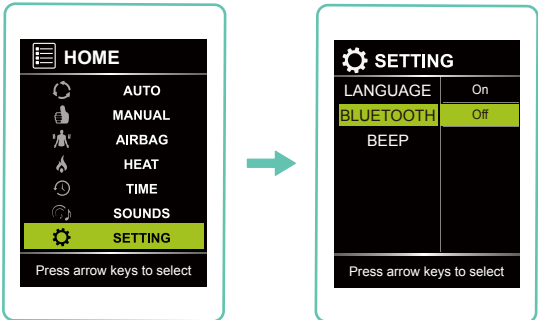 HOME
AUTO
MANUAL
AIRBAG
HEAT
TIME
SOUNDS
SETTING
Press arrow keys to select
SETTING
LANGUAGE On
BLUETOOTH Off
BEEP
Press arrow keys to select